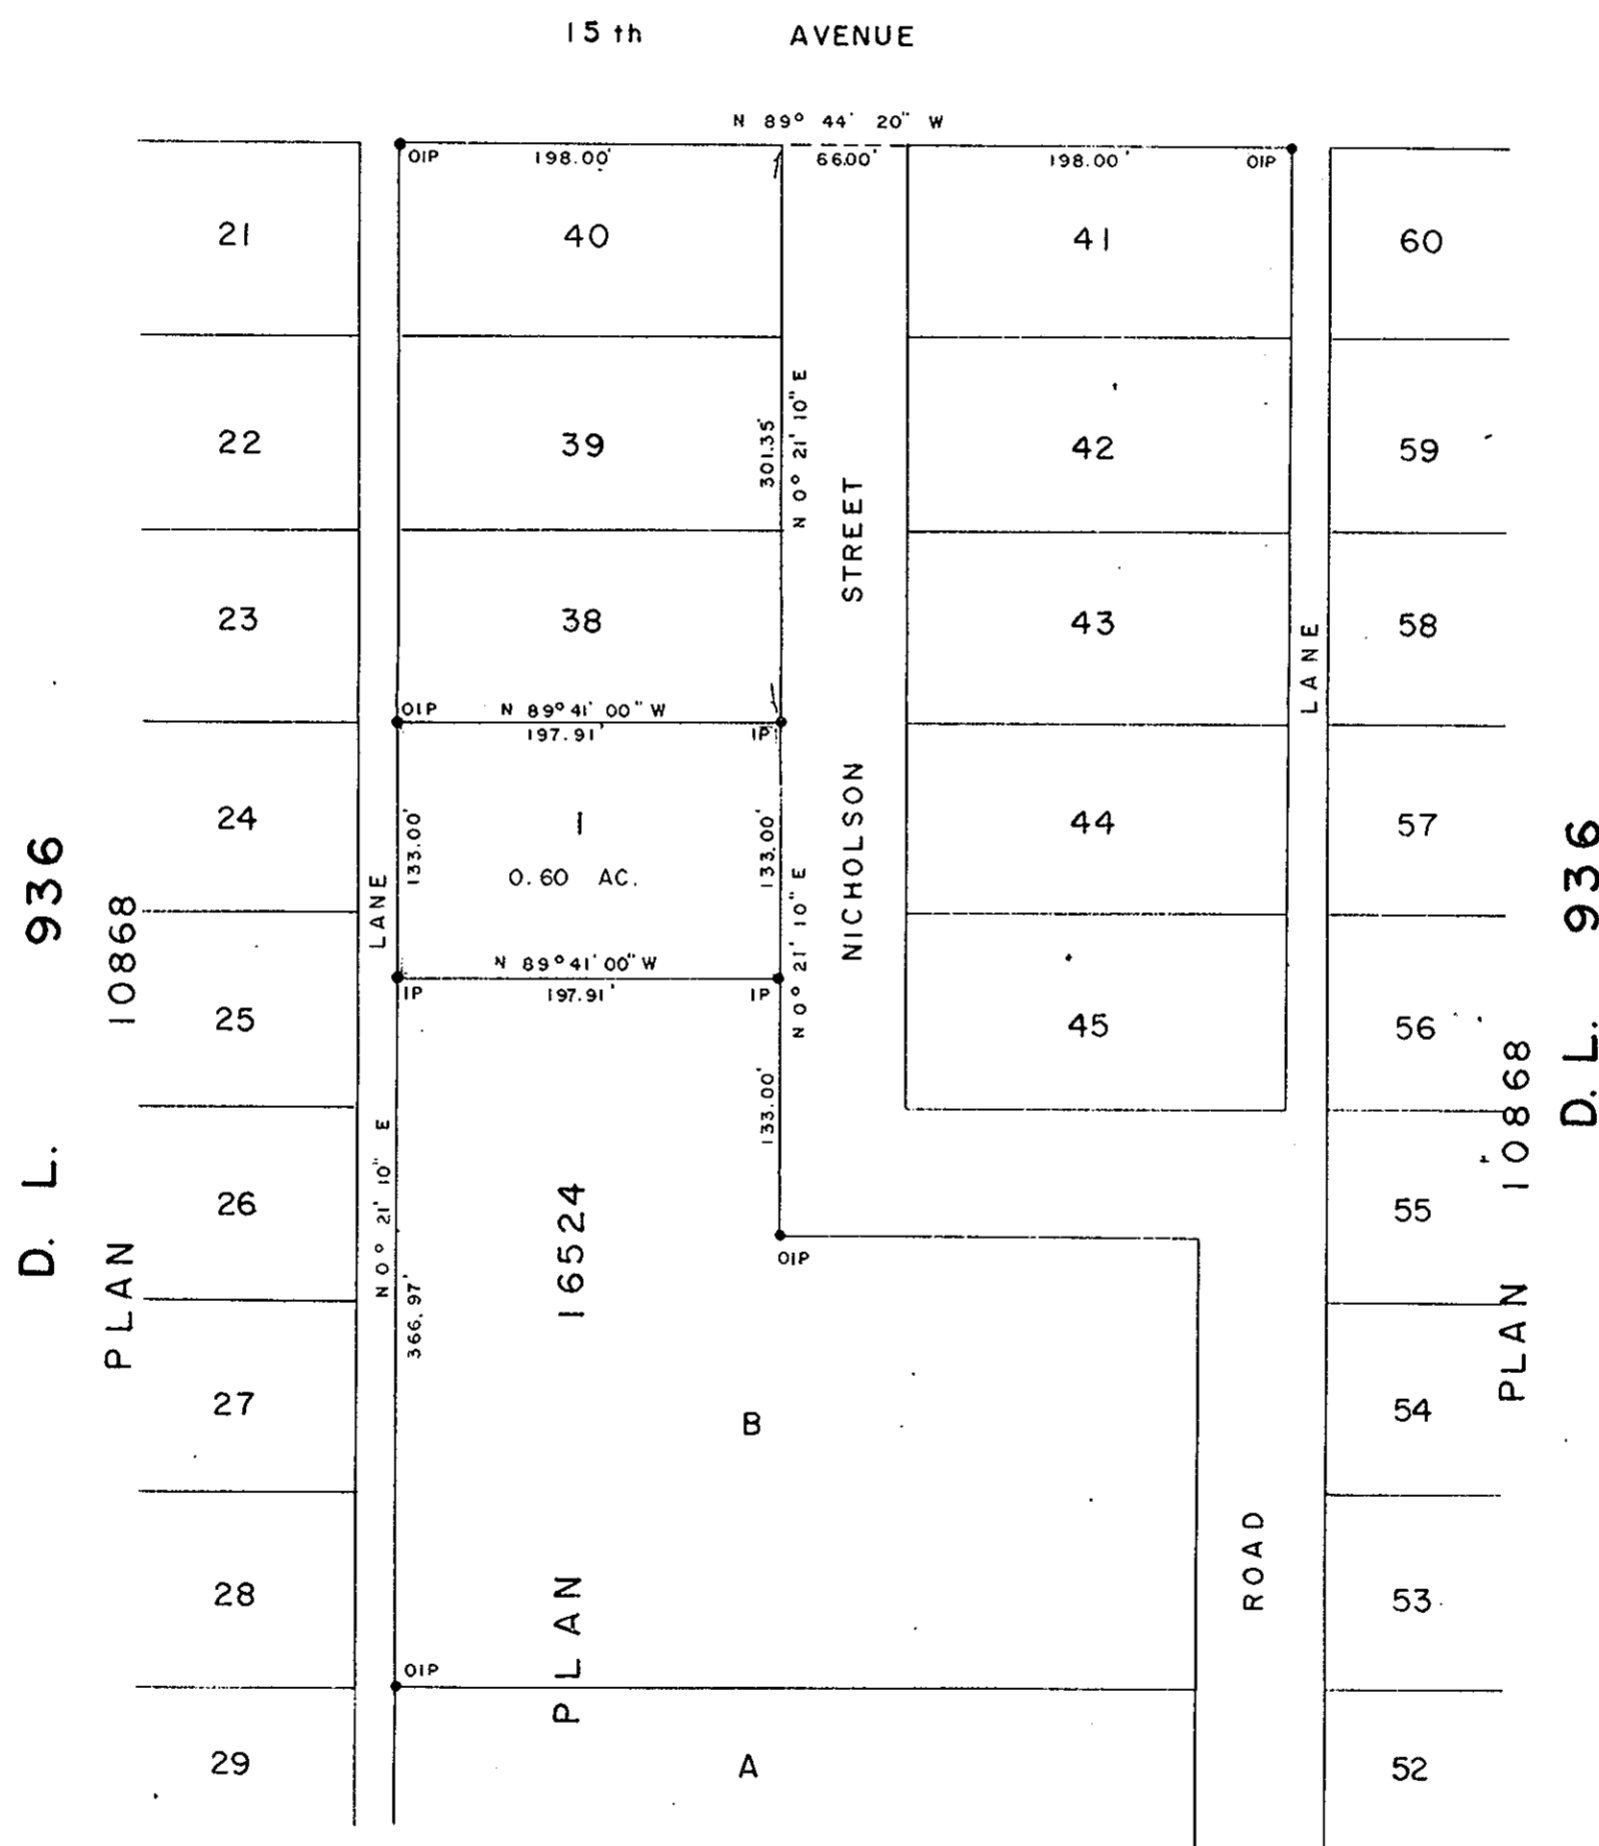 15 th AVENUE
N 89° 44' 20" W
OIP 198.00' 66.00' 198.00' OIP
21 40 41 60
N 0° 21' 10" E
301.35'
22 39 42 59
STREET
23 38 43 58
LANE
OIP N 89° 41' 00" W
197.91' IP
NICHOLSON
24 133.00' 1 133.00' 44 57
0.60 AC.
LANE
N 0° 21' 10" E
D. L. 936
PLAN 10868
N 89° 41' 00" W
IP 197.91' IP
25 45 56
133.00'
D. L. 936
PLAN 10868
N 0° 21' 10" E
26 55
OIP
366.97'
PLAN 16524
27 B 54
28 ROAD 53
OIP
29 A 52